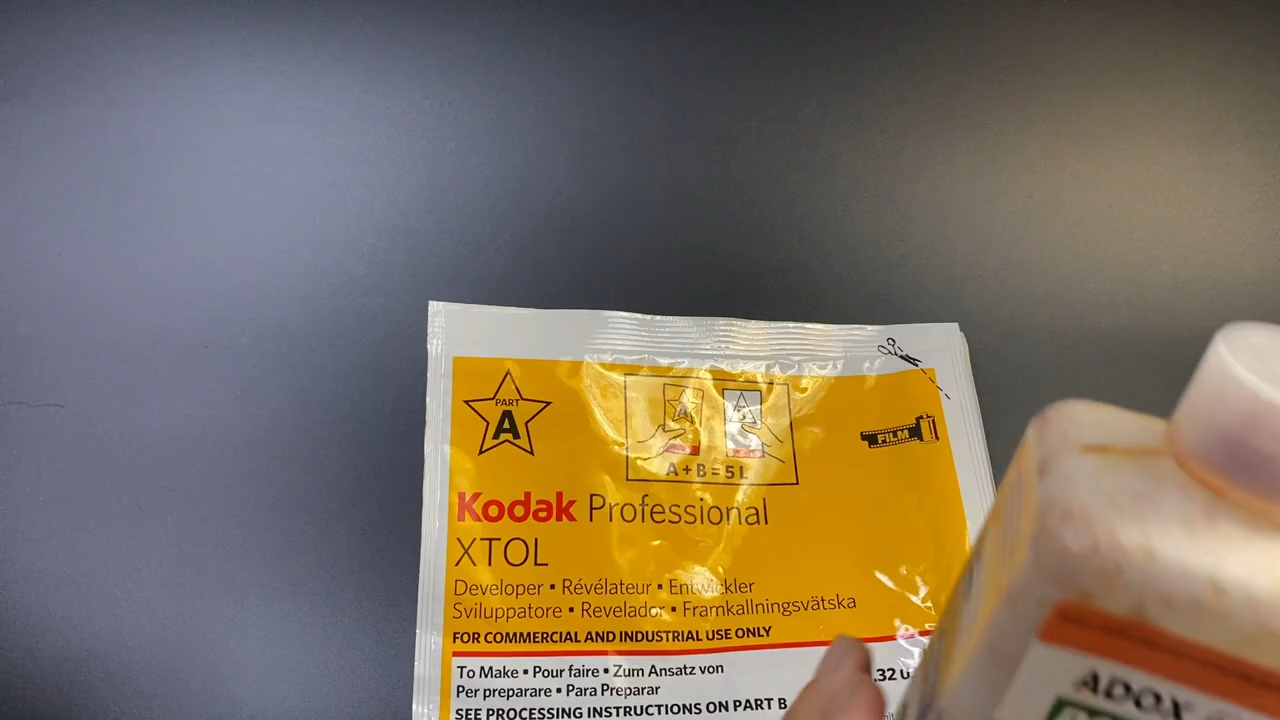 PART
A
A
A+B=5L
FILM
Kodak Professional
XTOL
Developer ▪ Révélateur ▪ Entwickler
Sviluppatore ▪ Revelador ▪ Framkallningsvätska
FOR COMMERCIAL AND INDUSTRIAL USE ONLY
To Make ▪ Pour faire ▪ Zum Ansatz von
.32 U
Per preparare ▪ Para Preparar
SEE PROCESSING INSTRUCTIONS ON PART B
ADOX